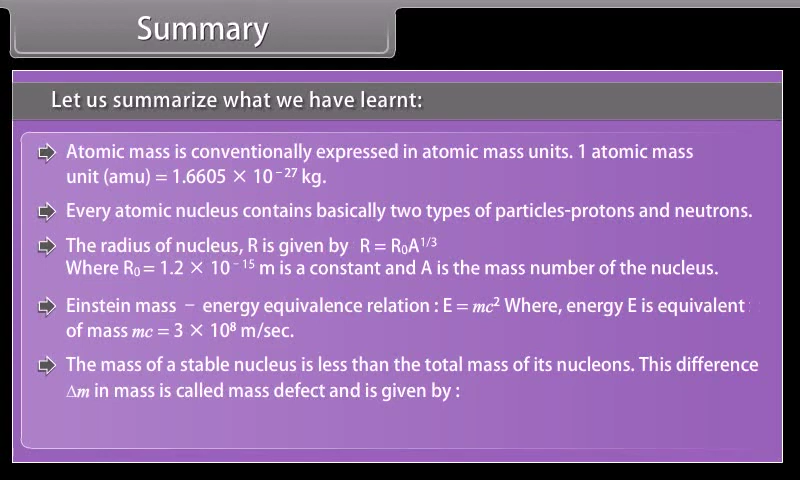 Summary
Let us summarize what we have learnt:
Atomic mass is conventionally expressed in atomic mass units. 1 atomic mass
unit (amu) = 1.6605 × 10⁻²⁷ kg.
Every atomic nucleus contains basically two types of particles-protons and neutrons.
The radius of nucleus, R is given by R = R₀A¹/³
Where R₀ = 1.2 × 10⁻¹⁵ m is a constant and A is the mass number of the nucleus.
Einstein mass − energy equivalence relation : E = mc² Where, energy E is equivalent
of mass mc = 3 × 10⁸ m/sec.
The mass of a stable nucleus is less than the total mass of its nucleons. This difference
Δm in mass is called mass defect and is given by :